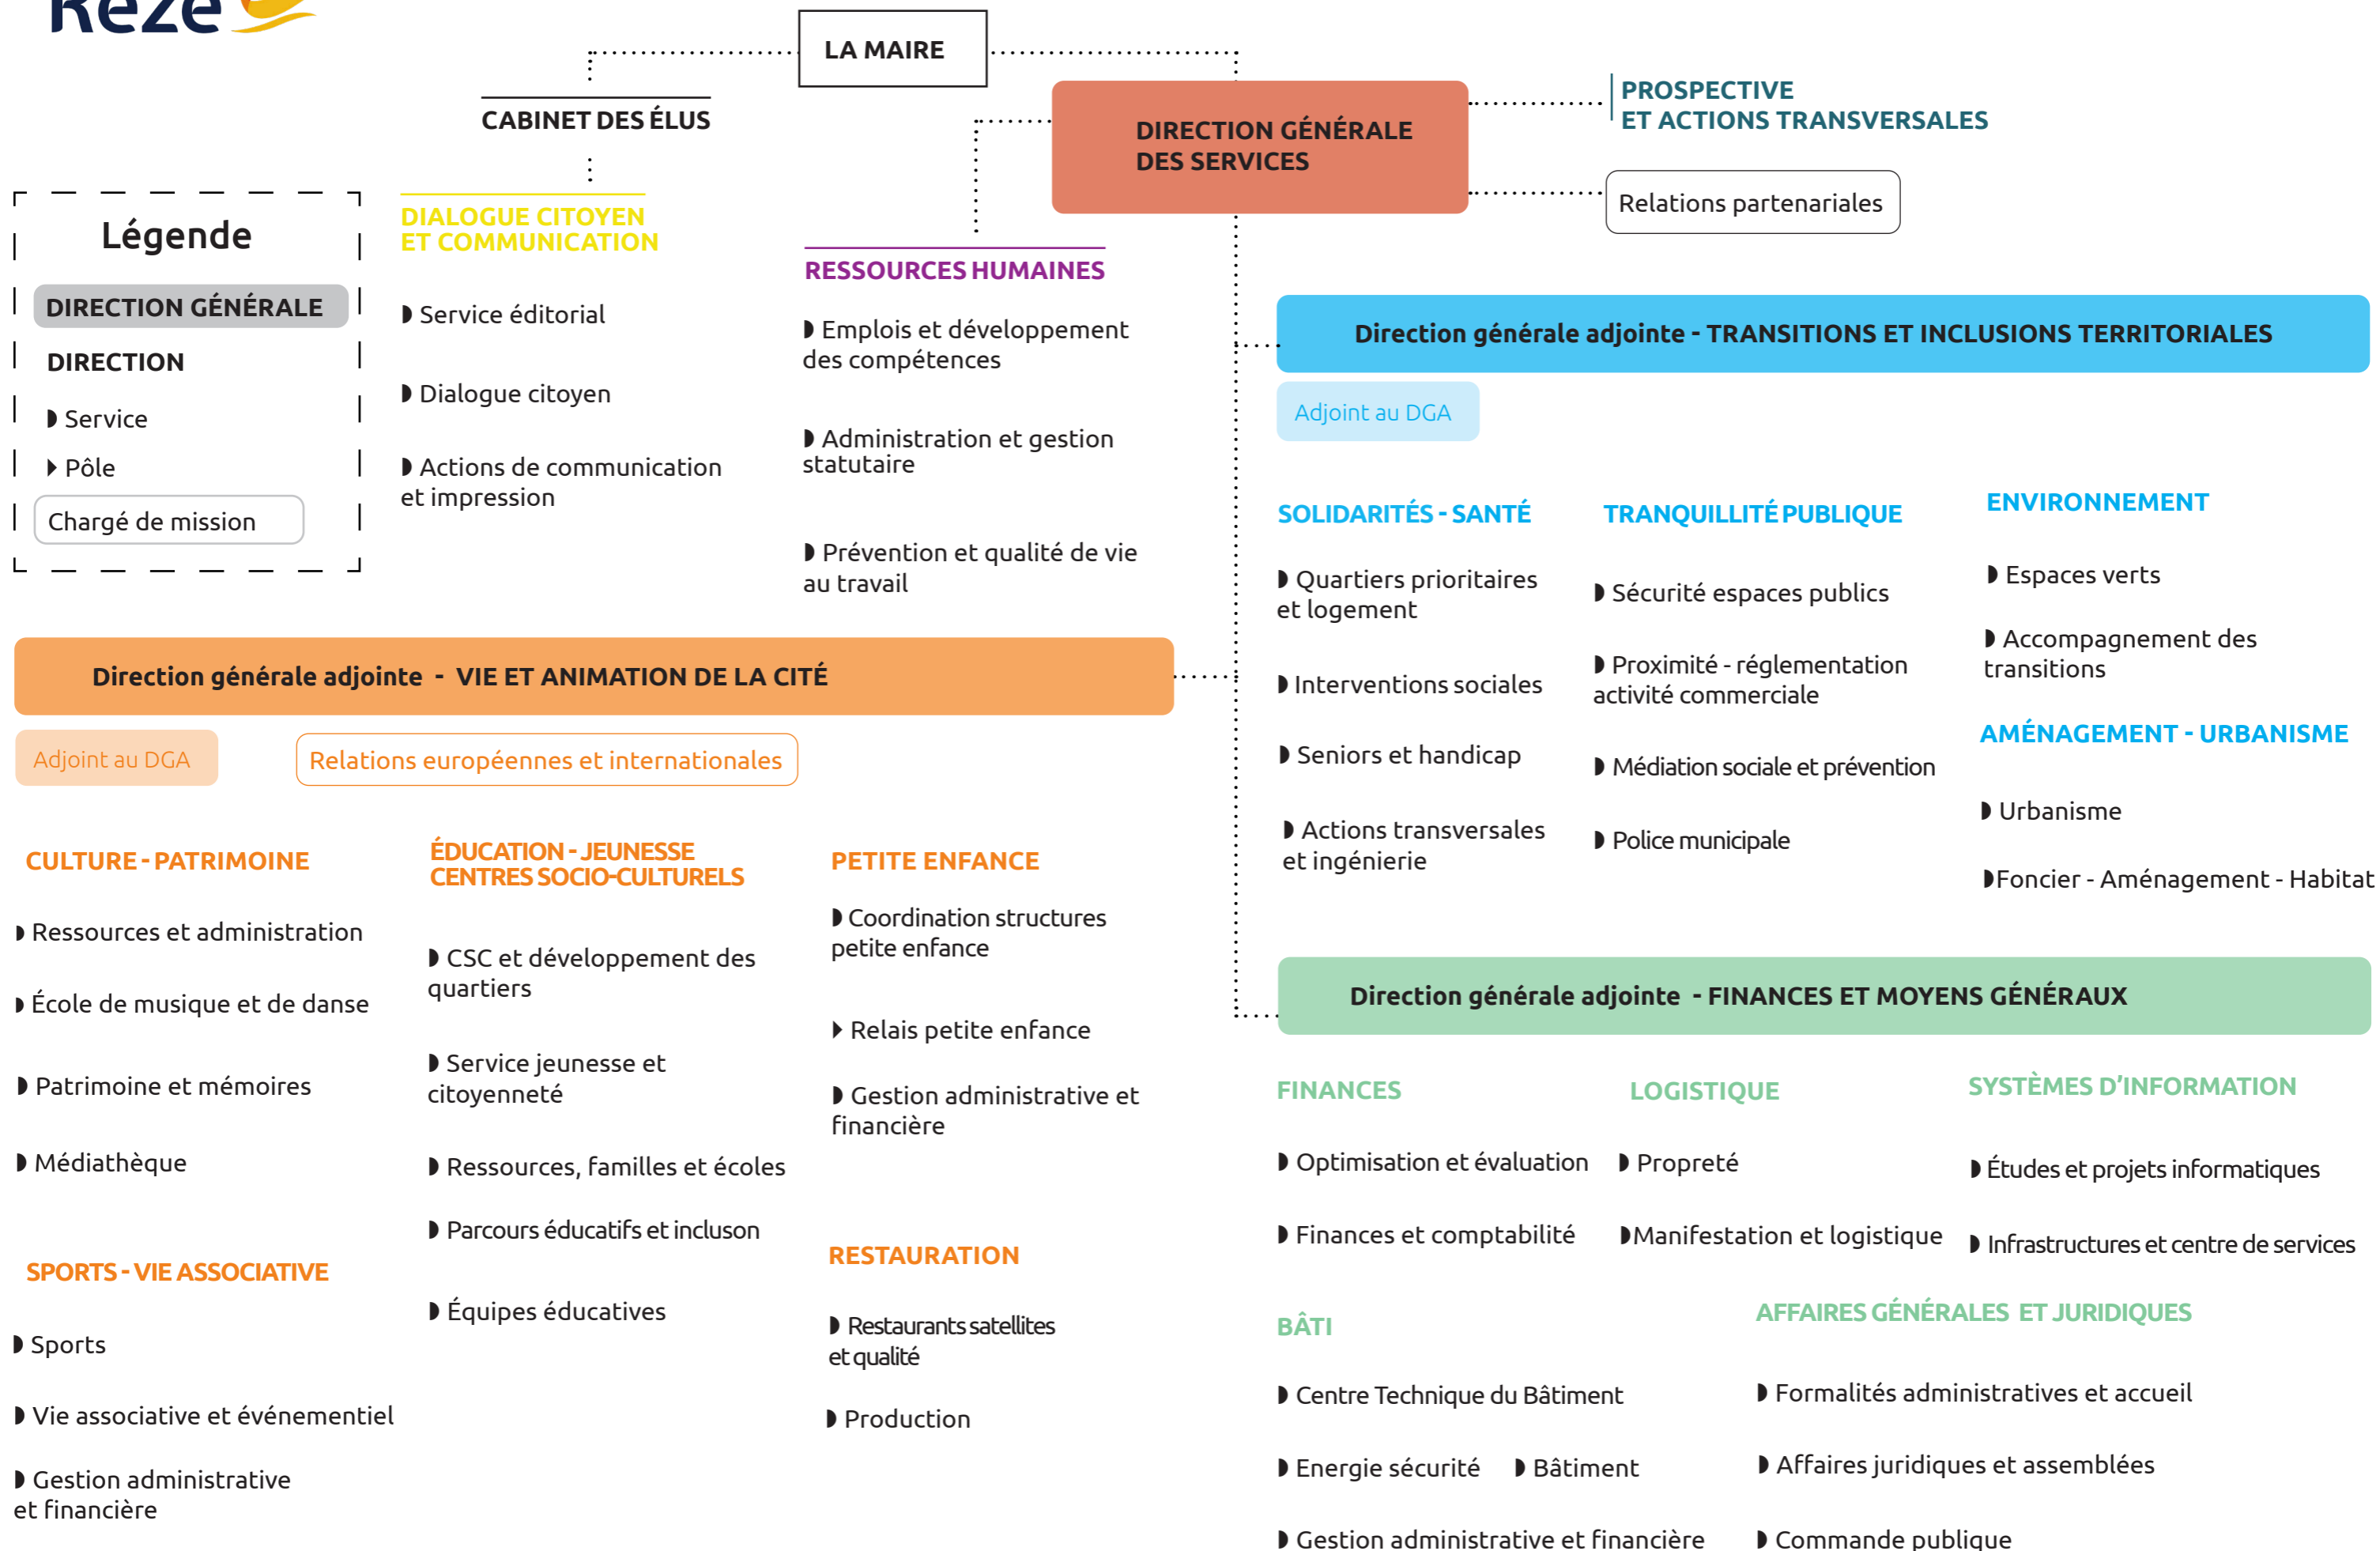 Rezé
LA MAIRE
CABINET DES ÉLUS
DIRECTION GÉNÉRALE
DES SERVICES
PROSPECTIVE
ET ACTIONS TRANSVERSALES
Relations partenariales
Légende
DIRECTION GÉNÉRALE
DIRECTION
Service
Pôle
Chargé de mission
DIALOGUE CITOYEN
ET COMMUNICATION
Service éditorial
Dialogue citoyen
Actions de communication
et impression
RESSOURCES HUMAINES
Emplois et développement
des compétences
Administration et gestion
statutaire
Prévention et qualité de vie
au travail
Direction générale adjointe - TRANSITIONS ET INCLUSIONS TERRITORIALES
Adjoint au DGA
SOLIDARITÉS - SANTÉ
Quartiers prioritaires
et logement
Interventions sociales
Seniors et handicap
Actions transversales
et ingénierie
TRANQUILLITÉ PUBLIQUE
Sécurité espaces publics
Proximité - réglementation
activité commerciale
Médiation sociale et prévention
Police municipale
ENVIRONNEMENT
Espaces verts
Accompagnement des
transitions
AMÉNAGEMENT - URBANISME
Urbanisme
Foncier - Aménagement - Habitat
Direction générale adjointe - VIE ET ANIMATION DE LA CITÉ
Adjoint au DGA
Relations européennes et internationales
CULTURE - PATRIMOINE
Ressources et administration
École de musique et de danse
Patrimoine et mémoires
Médiathèque
SPORTS - VIE ASSOCIATIVE
Sports
Vie associative et événementiel
Gestion administrative
et financière
ÉDUCATION - JEUNESSE
CENTRES SOCIO-CULTURELS
CSC et développement des
quartiers
Service jeunesse et
citoyenneté
Ressources, familles et écoles
Parcours éducatifs et incluson
Équipes éducatives
PETITE ENFANCE
Coordination structures
petite enfance
Relais petite enfance
Gestion administrative et
financière
RESTAURATION
Restaurants satellites
et qualité
Production
Direction générale adjointe - FINANCES ET MOYENS GÉNÉRAUX
FINANCES
Optimisation et évaluation
Finances et comptabilité
LOGISTIQUE
Propreté
Manifestation et logistique
SYSTÈMES D’INFORMATION
Études et projets informatiques
Infrastructures et centre de services
BÂTI
Centre Technique du Bâtiment
Energie sécurité
Bâtiment
Gestion administrative et financière
AFFAIRES GÉNÉRALES ET JURIDIQUES
Formalités administratives et accueil
Affaires juridiques et assemblées
Commande publique